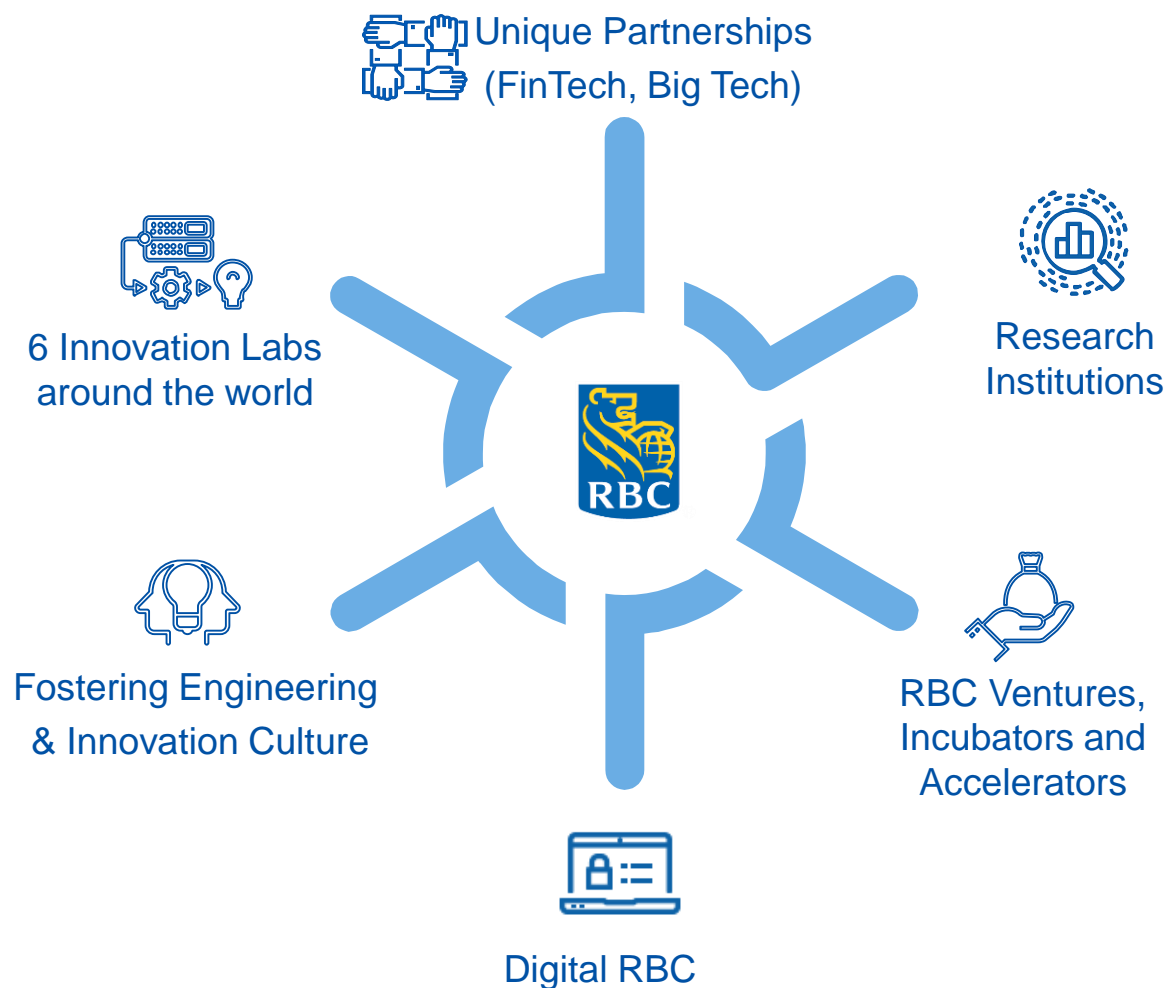 Unique Partnerships
(FinTech, Big Tech)
Research
Institutions
6 Innovation Labs
around the world
RBC
Fostering Engineering
& Innovation Culture
RBC Ventures,
Incubators and
Accelerators
Digital RBC